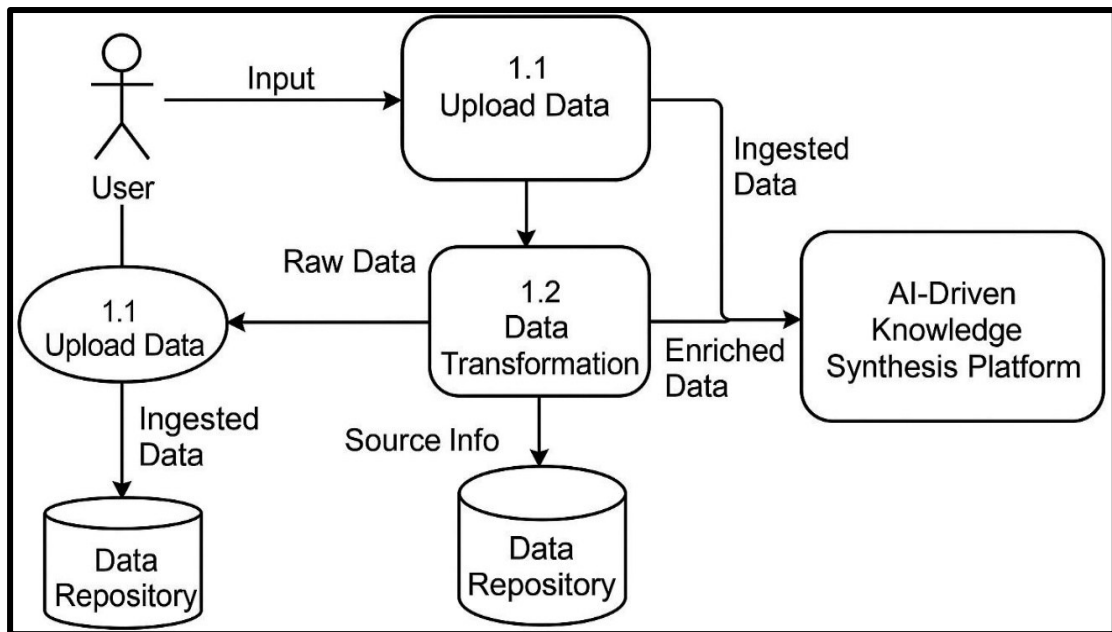 Input
1.1
Upload Data
User
Ingested
Data
Raw Data
1.2
Data
Transformation
Enriched
Data
AI-Driven
Knowledge
Synthesis Platform
1.1
Upload Data
Ingested
Data
Source Info
Data
Repository
Data
Repository